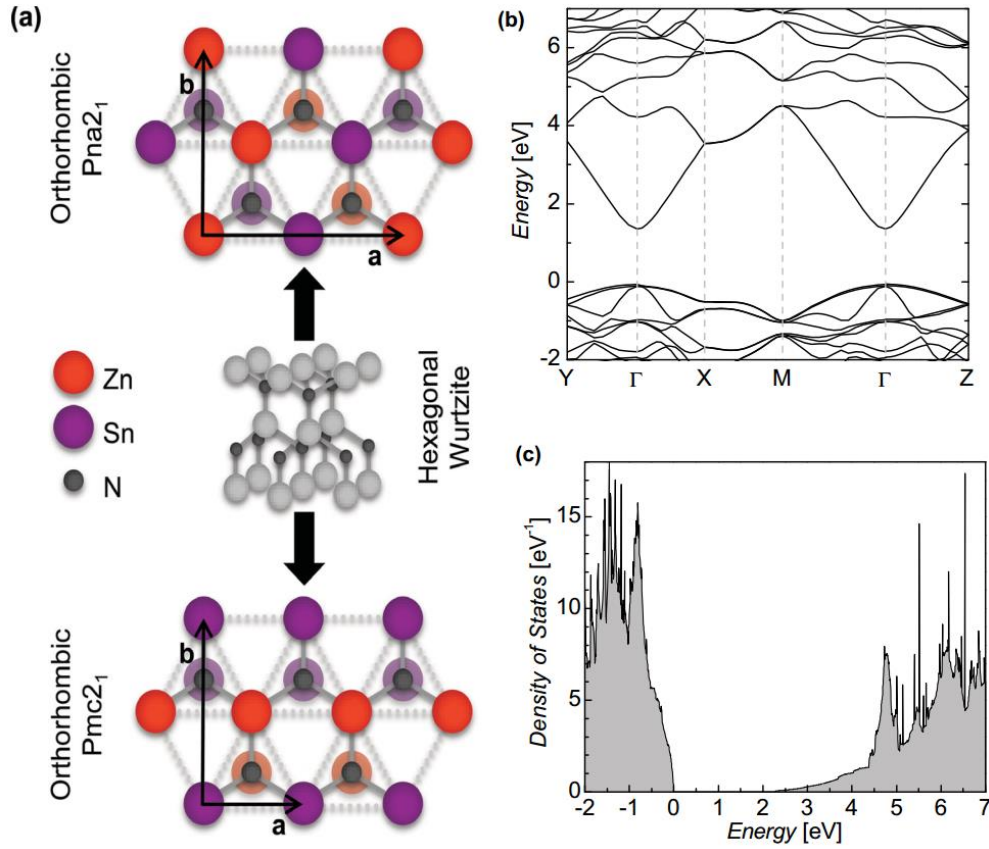 (a)
Orthorhombic
Pna2₁
b
a
Zn
Sn
N
Hexagonal
Wurtzite
Orthorhombic
Pmc2₁
b
a
(b)
Energy [eV]
6
4
2
0
-2
Y Γ X M Γ Z
(c)
Density of States [eV⁻¹]
15
10
5
0
-2 -1 0 1 2 3 4 5 6 7
Energy [eV]